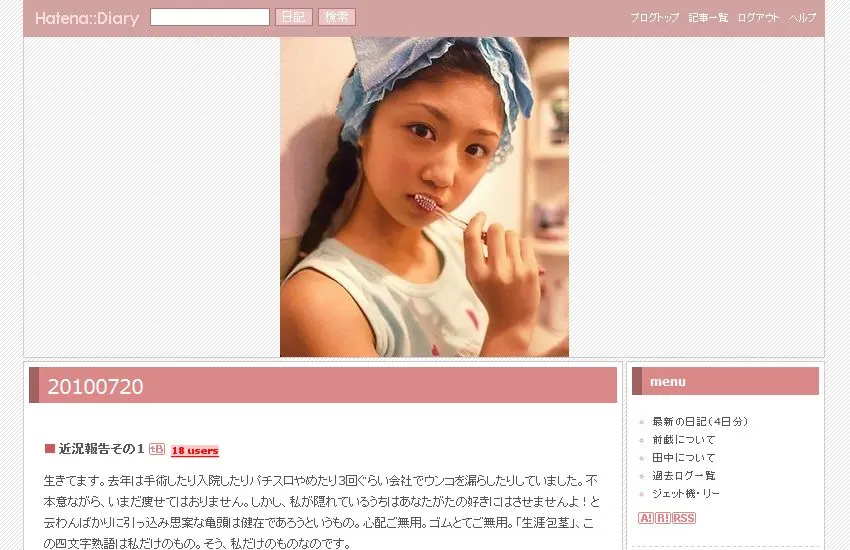 Hatena::Diary 日記 検索 ブログトップ 記事一覧 ログアウト ヘルプ
20100720
menu
■ 近況報告その1 +B 18 users
生きてます。去年は手術したり入院したりパチスロやめたり3回ぐらい会社でウンコを漏らしたりしていました。不
本意ながら、いまだ痩せてはおりません。しかし、私が隠れているうちはあなたがたの好きにはさせませんよ！と
云わんばかりに引っ込み思案な亀頭は健在であろうというもの。心配ご無用。ゴムとてご無用。「生涯包茎」、こ
の四文字熟語は私だけのもの。そう、私だけのものなのです。
最新の日記(4日分)
前戯について
田中について
過去ログ一覧
ジェット機・リー
A! R! RSS